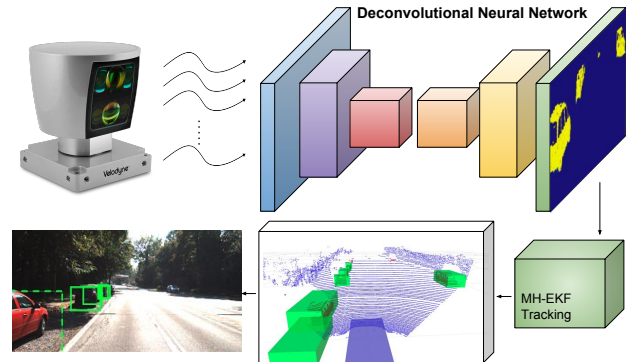 Deconvolutional Neural Network
Velodyne
MH-EKF
Tracking